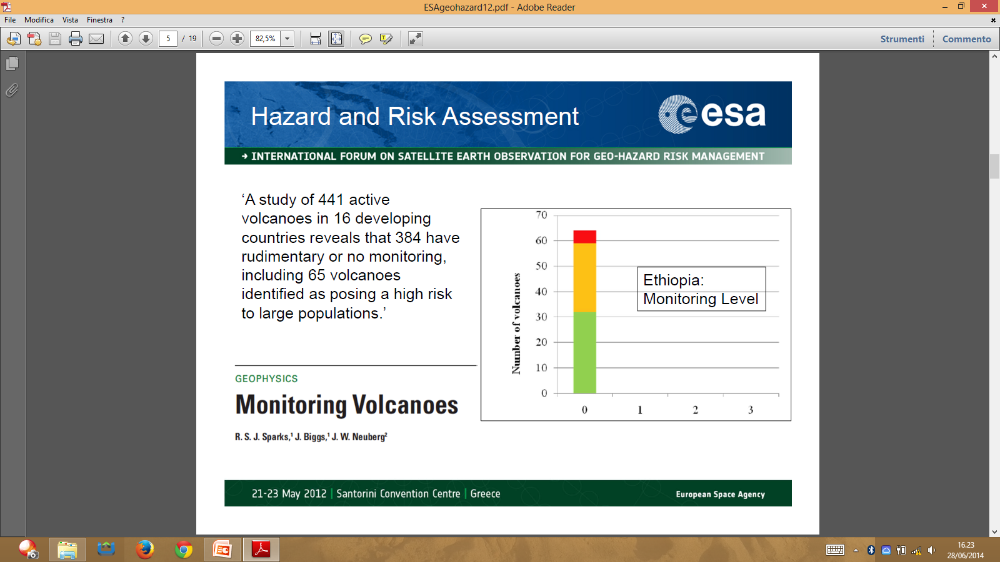 ESAgeohazard12.pdf - Adobe Reader
File Modifica Vista Finestra ?
5 / 19 82,5% Strumenti Commento
Hazard and Risk Assessment
esa
→ INTERNATIONAL FORUM ON SATELLITE EARTH OBSERVATION FOR GEO-HAZARD RISK MANAGEMENT
‘A study of 441 active
volcanoes in 16 developing
countries reveals that 384 have
rudimentary or no monitoring,
including 65 volcanoes
identified as posing a high risk
to large populations.’
GEOPHYSICS
Monitoring Volcanoes
R. S. J. Sparks,¹ J. Biggs,¹ J. W. Neuberg²
Number of volcanoes
70
60
50
40
30
20
10
0
0 1 2 3
Ethiopia:
Monitoring Level
21-23 May 2012 | Santorini Convention Centre | Greece
European Space Agency
16.23
28/06/2014